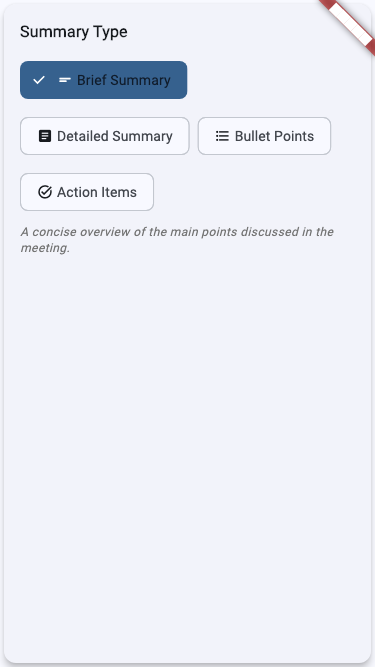 Summary Type
Brief Summary
Detailed Summary
Bullet Points
Action Items
A concise overview of the main points discussed in the
meeting.